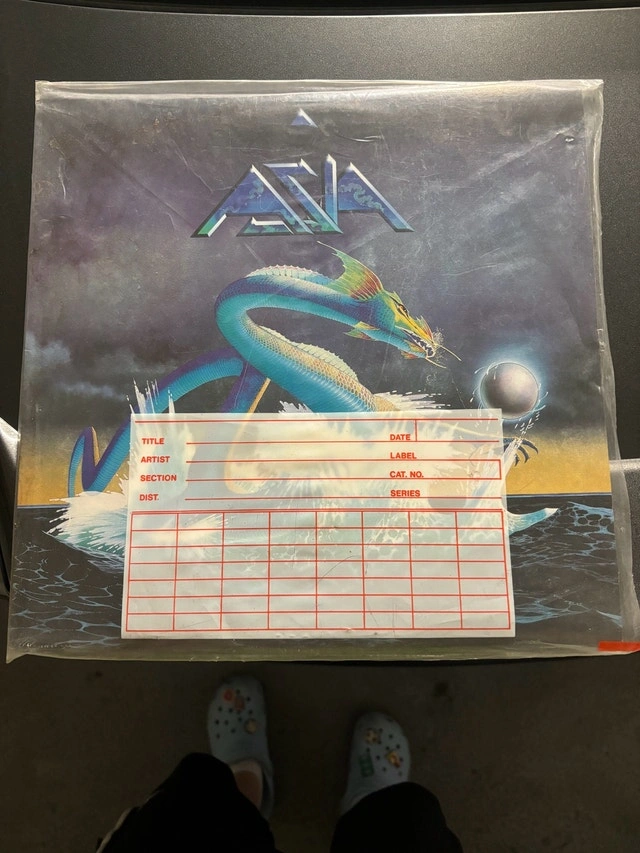 ASIA
TITLE DATE
ARTIST LABEL
SECTION CAT. NO.
DIST. SERIES